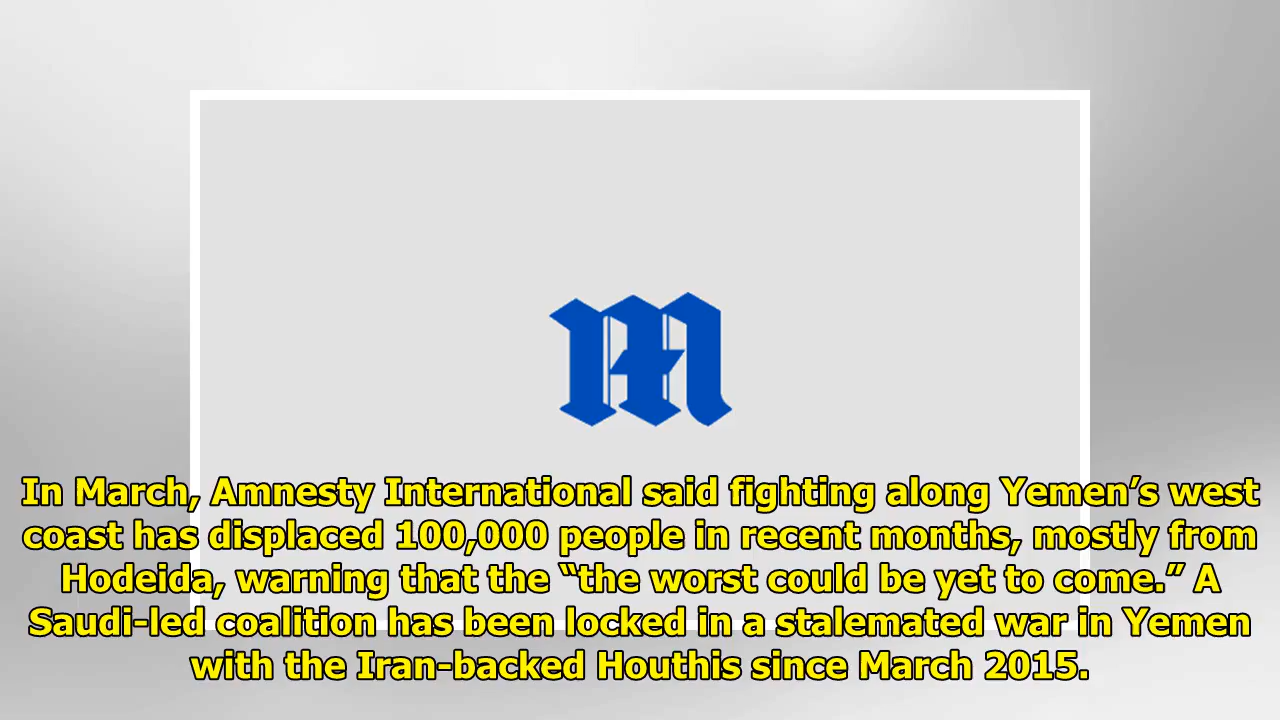 In March, Amnesty International said fighting along Yemen’s west
coast has displaced 100,000 people in recent months, mostly from
Hodeida, warning that the “the worst could be yet to come.” A
Saudi-led coalition has been locked in a stalemated war in Yemen
with the Iran-backed Houthis since March 2015.